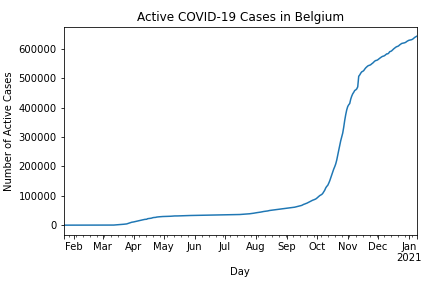 Active COVID-19 Cases in Belgium
600000
500000
400000
300000
200000
100000
0
Number of Active Cases
Feb Mar Apr May Jun Jul Aug Sep Oct Nov Dec Jan
2021
Day